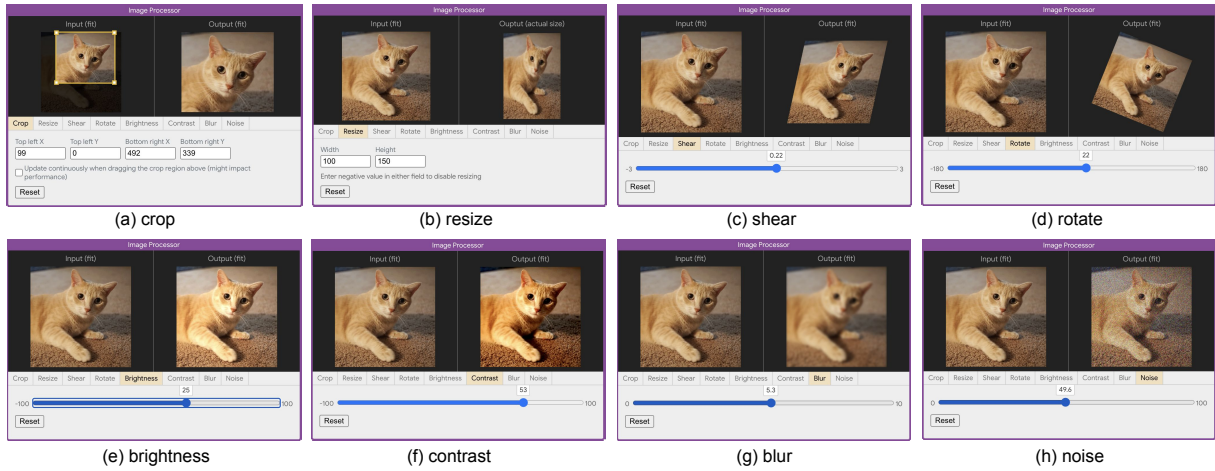 Image Processor
Input (fit) Output (fit)
Crop Resize Shear Rotate Brightness Contrast Blur Noise
Top left X Top left Y Bottom right X Bottom right Y
99 0 492 339
Update continuously when dragging the crop region above (might impact
performance)
Reset
(a) crop
Image Processor
Input (fit) Ouptut (actual size)
Crop Resize Shear Rotate Brightness Contrast Blur Noise
Width Height
100 150
Enter negative value in either field to disable resizing
Reset
(b) resize
Image Processor
Input (fit) Output (fit)
Crop Resize Shear Rotate Brightness Contrast Blur Noise
0.22
-3 3
Reset
(c) shear
Image Processor
Input (fit) Output (fit)
Crop Resize Shear Rotate Brightness Contrast Blur Noise
22
-180 180
Reset
(d) rotate
Image Processor
Input (fit) Output (fit)
Crop Resize Shear Rotate Brightness Contrast Blur Noise
25
-100 100
Reset
(e) brightness
Image Processor
Input (fit) Output (fit)
Crop Resize Shear Rotate Brightness Contrast Blur Noise
53
-100 100
Reset
(f) contrast
Image Processor
Input (fit) Output (fit)
Crop Resize Shear Rotate Brightness Contrast Blur Noise
5.3
0 10
Reset
(g) blur
Image Processor
Input (fit) Output (fit)
Crop Resize Shear Rotate Brightness Contrast Blur Noise
49.6
0 100
Reset
(h) noise